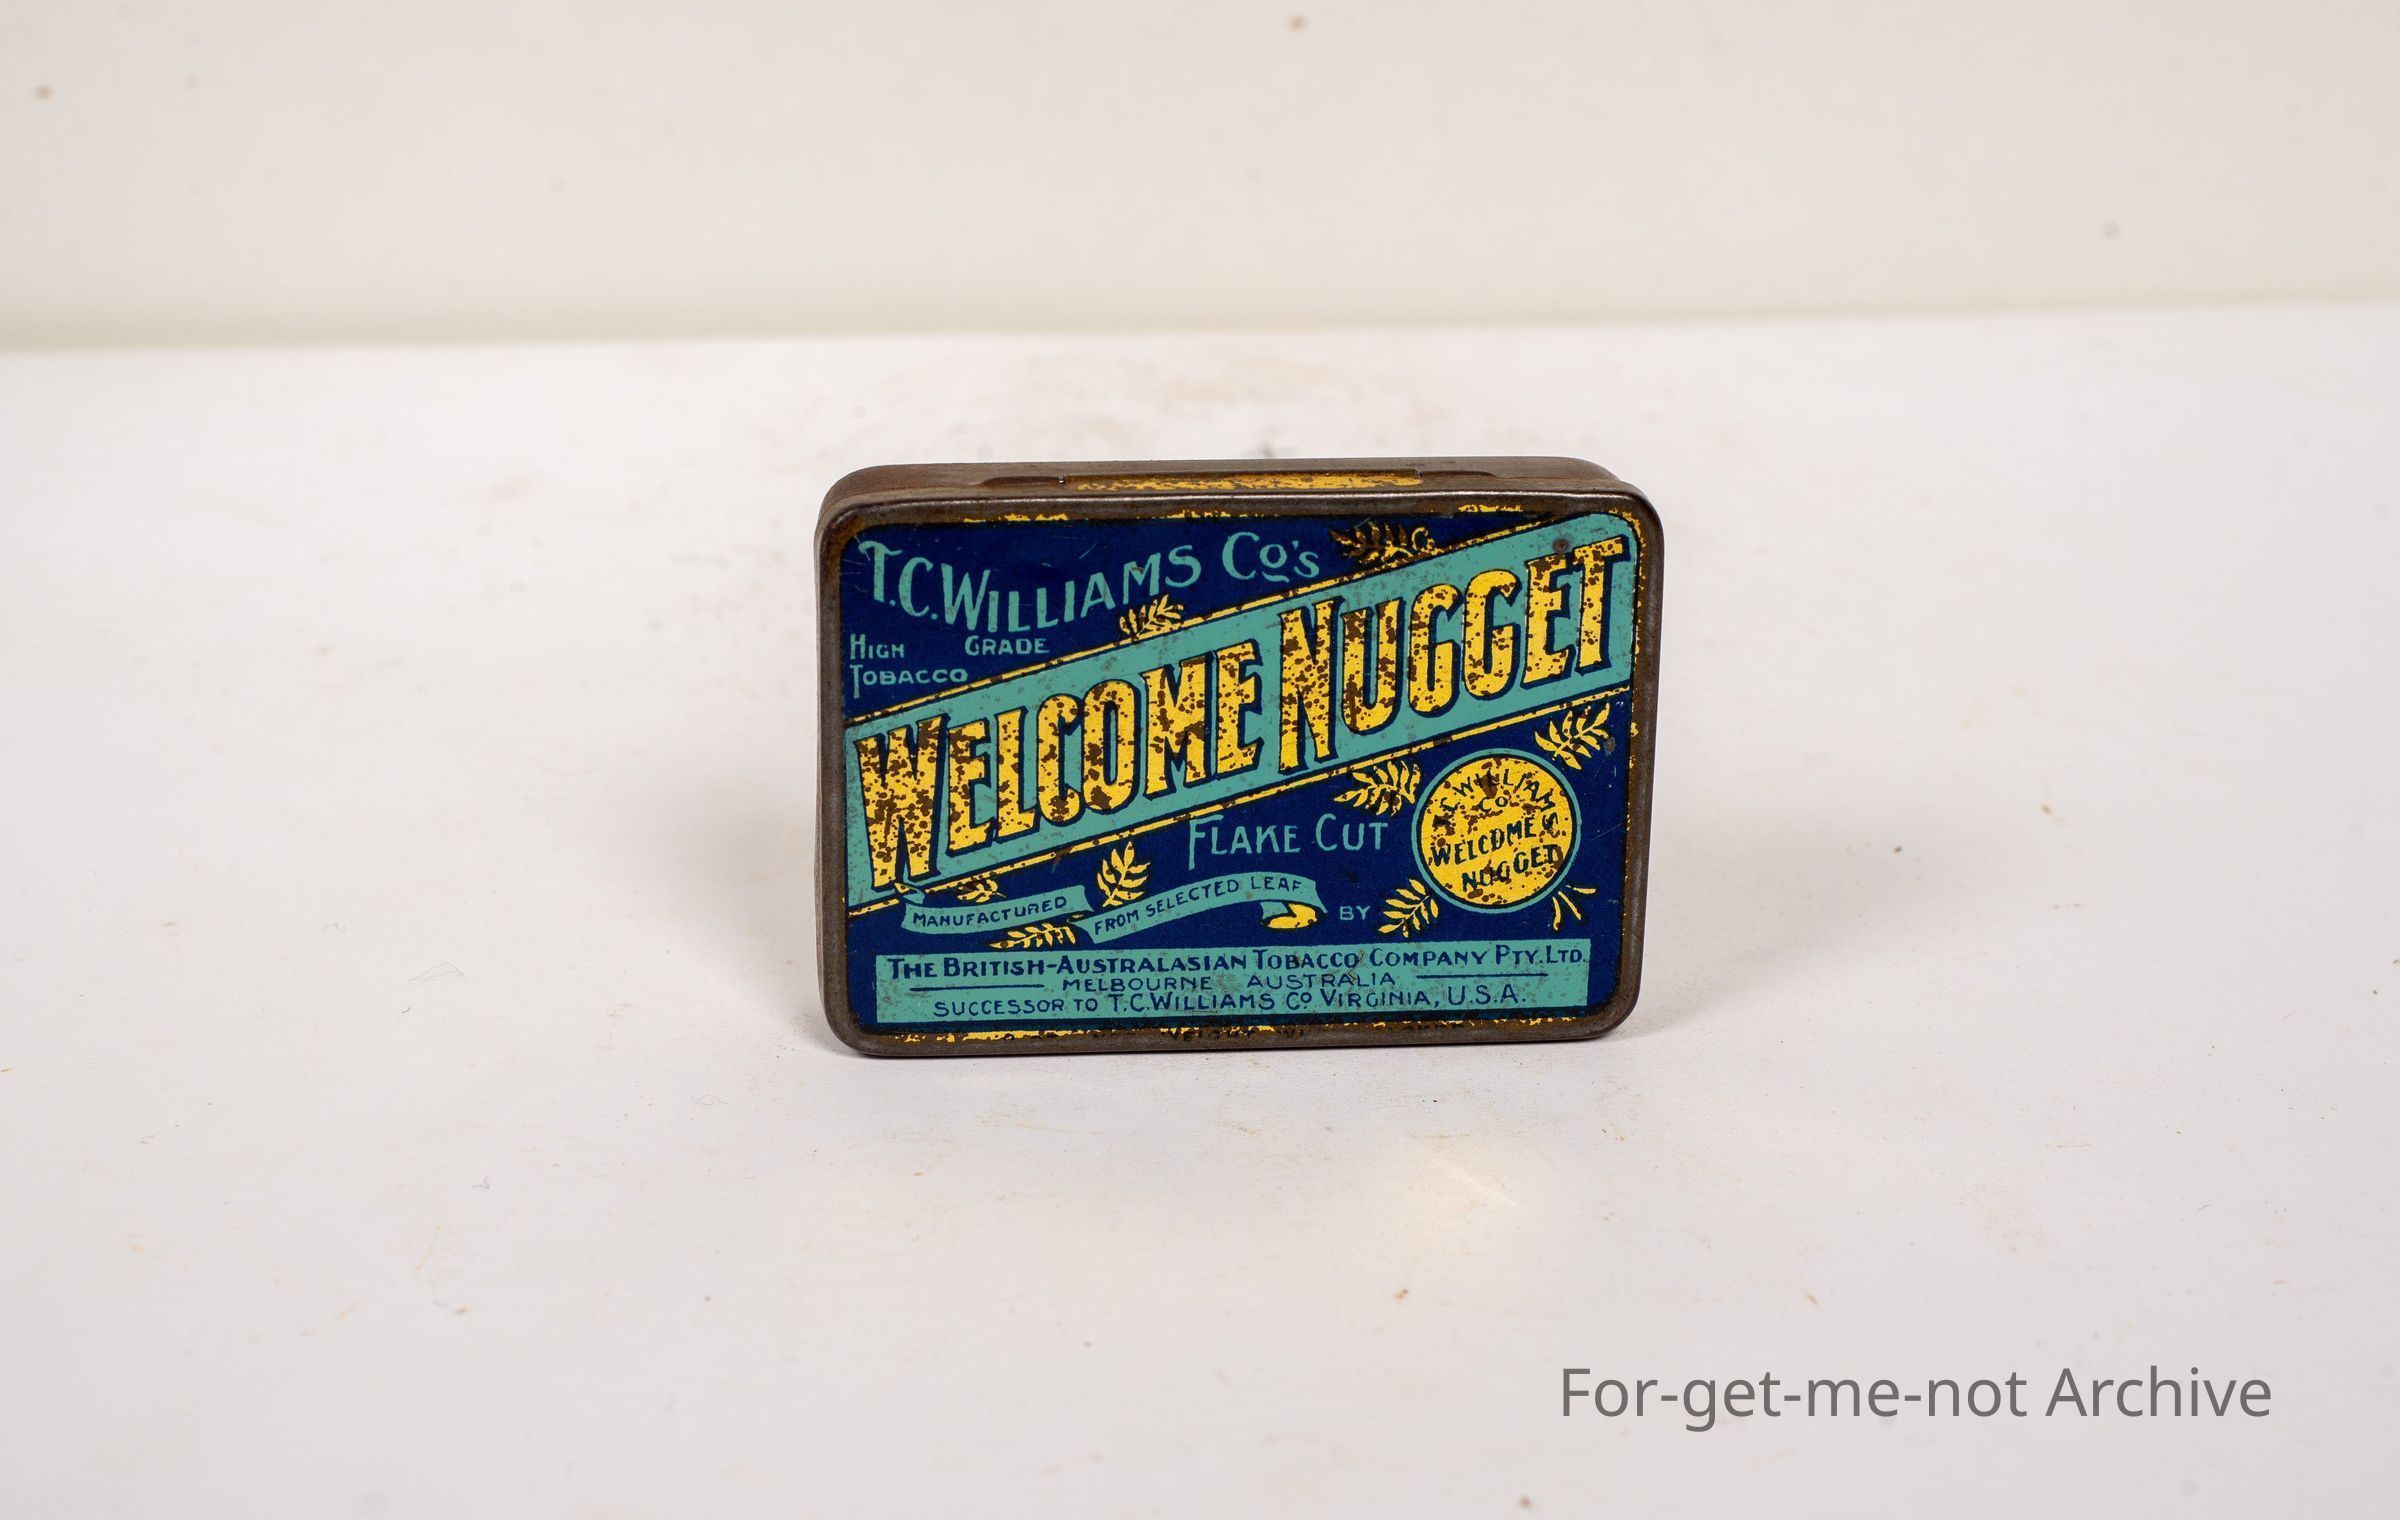 T.C. WILLIAMS Co's
HIGH GRADE
TOBACCO
WELCOME NUGGET
FLAKE CUT
T.C. WILLIAMS
Co's
WELCOME
NUGGET
MANUFACTURED FROM SELECTED LEAF BY
THE BRITISH-AUSTRALASIAN TOBACCO COMPANY PTY. LTD.
MELBOURNE AUSTRALIA
SUCCESSOR TO T.C. WILLIAMS Co VIRGINIA, U.S.A.
For-get-me-not Archive